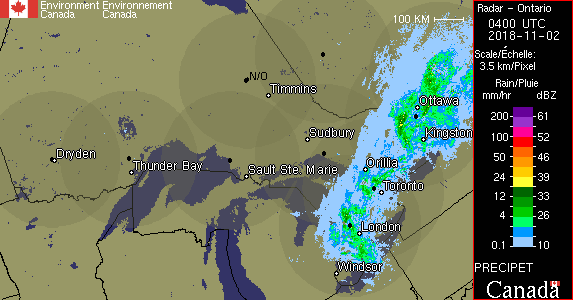 Environment Environnement
Canada Canada
100 KM
Radar - Ontario
0400 UTC
2018-11-02
Scale/Échelle:
3.5 km/Pixel
Rain/Pluie
mm/hr dBZ
200 61
100 52
50 46
24 39
12 33
4 26
0.1 10
N/O
Timmins
Ottawa
Sudbury
Kingston
Dryden
Thunder Bay
Sault Ste. Marie
Orillia
Toronto
London
Windsor
PRECIPET
Canada